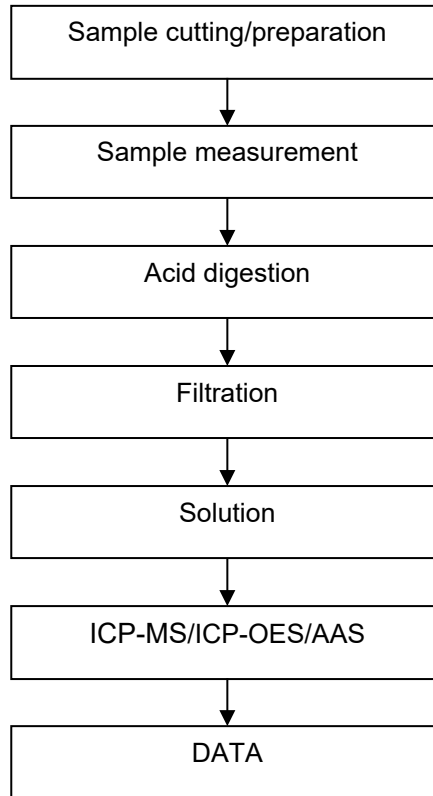 Sample cutting/preparation
Sample measurement
Acid digestion
Filtration
Solution
ICP-MS/ICP-OES/AAS
DATA